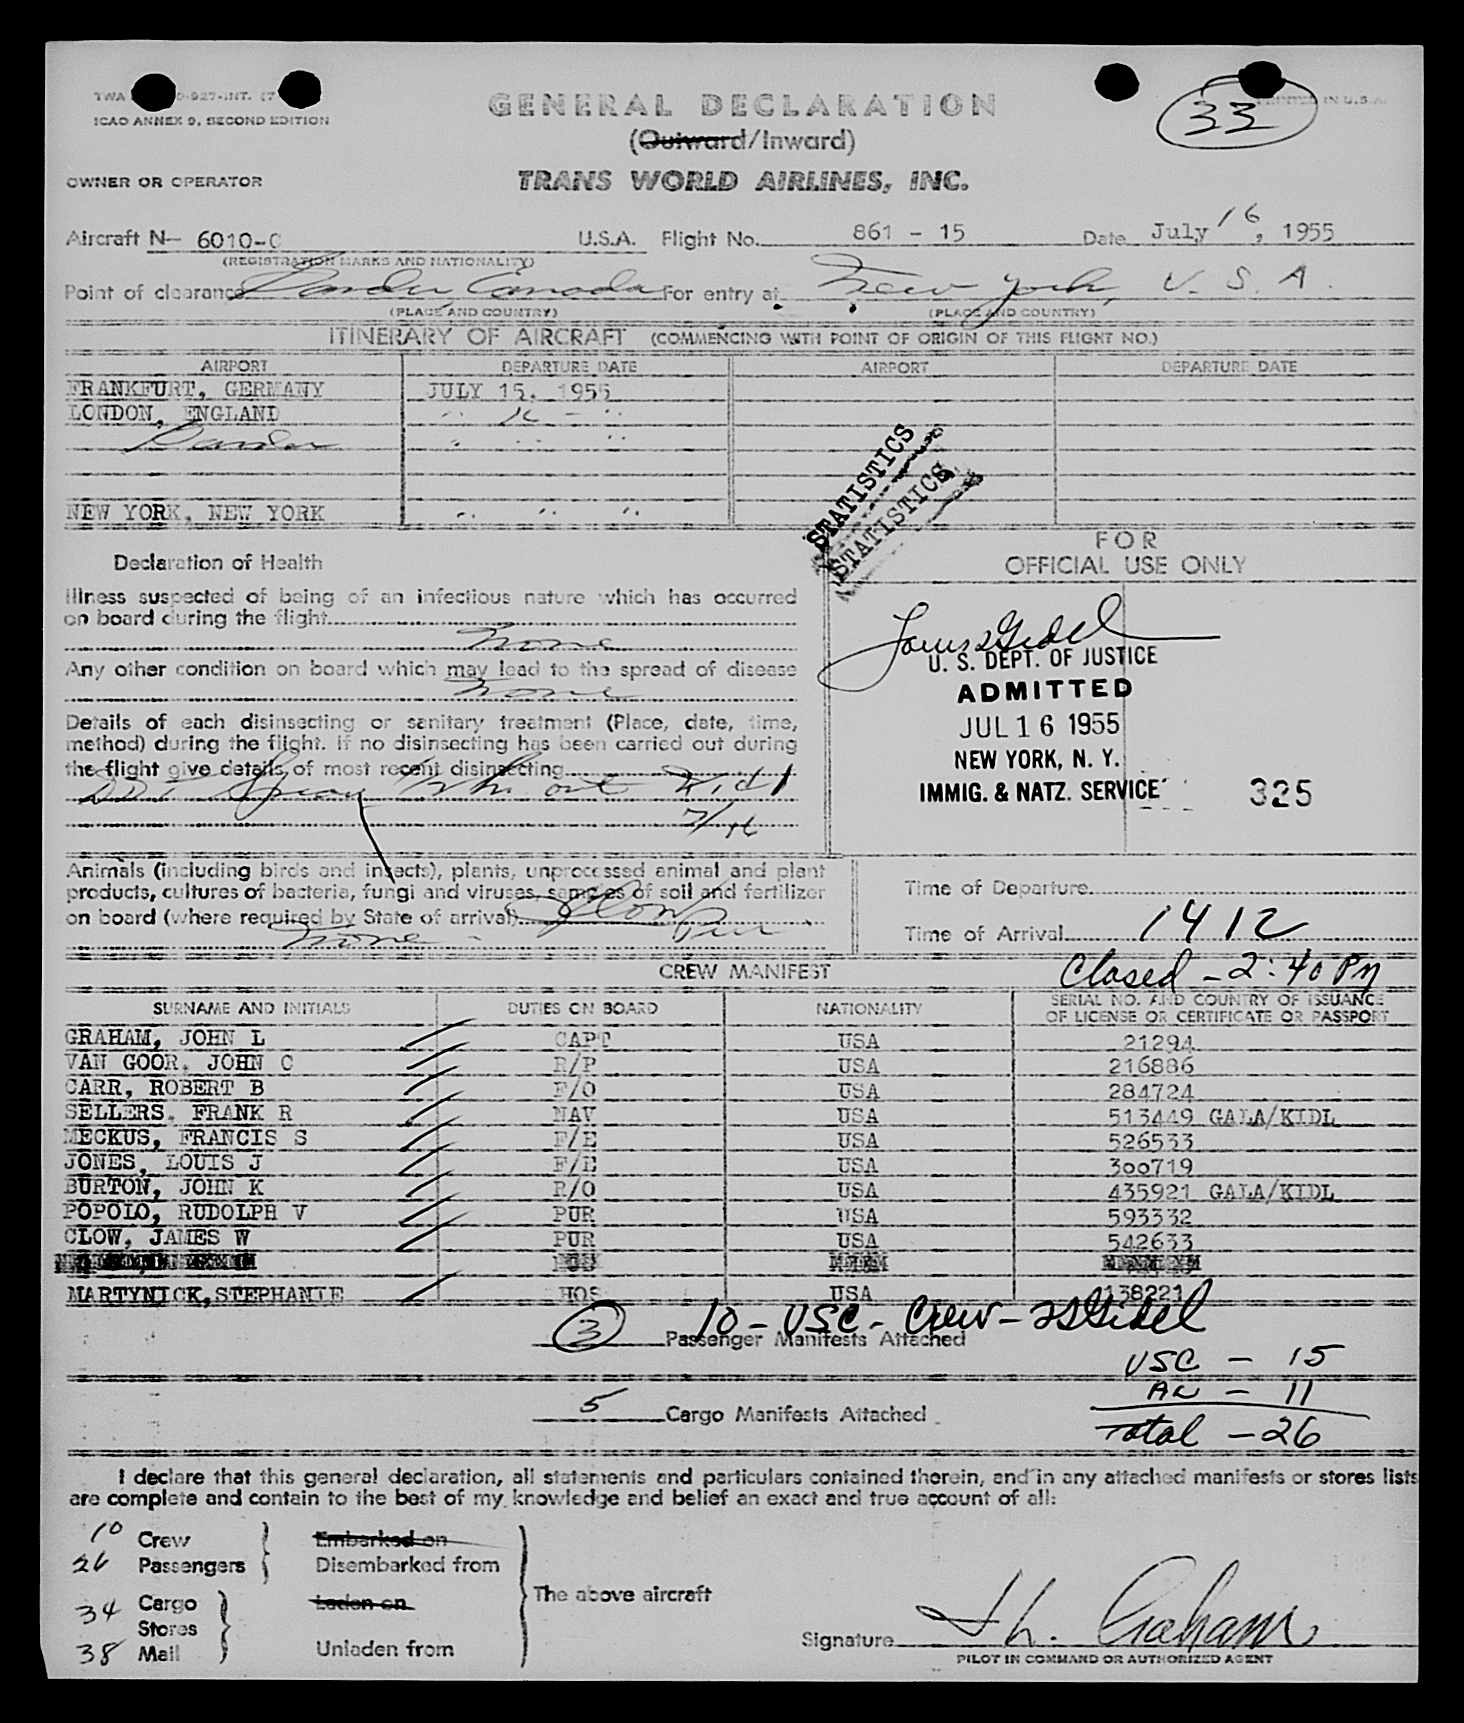 TWA
ICAO ANNEX 9, SECOND EDITION
GENERAL DECLARATION
PRINTED IN U.S.A.
33
(Outward/Inward)
OWNER OR OPERATOR
TRANS WORLD AIRLINES, INC.
Aircraft N- 6010-C U.S.A. Flight No. 861 - 15 Date July 16, 1955
(REGISTRATION MARKS AND NATIONALITY)
Point of clearance Gander, Canada For entry at New York, U.S.A.
(PLACE AND COUNTRY) (PLACE AND COUNTRY)
ITINERARY OF AIRCRAFT (COMMENCING WITH POINT OF ORIGIN OF THIS FLIGHT NO.)
AIRPORT DEPARTURE DATE AIRPORT DEPARTURE DATE
FRANKFURT, GERMANY JULY 15, 1955
LONDON, ENGLAND " 16 - "
Gander " " "
NEW YORK, NEW YORK " " "
STATISTICS
STATISTICS
FOR
OFFICIAL USE ONLY
Declaration of Health
Illness suspected of being of an infectious nature which has occurred
on board during the flight
None
Any other condition on board which may lead to the spread of disease
None
Details of each disinsecting or sanitary treatment (Place, date, time,
method) during the flight. If no disinsecting has been carried out during
the flight give details of most recent disinsecting
DDT Spray out Kidl
7/16
Louis Gidel
U. S. DEPT. OF JUSTICE
ADMITTED
JUL 16 1955
NEW YORK, N. Y.
IMMIG. & NATZ. SERVICE
325
Animals (including birds and insects), plants, unprocessed animal and plant
products, cultures of bacteria, fungi and viruses, samples of soil and fertilizer
on board (where required by State of arrival) Clow
None Pur
Time of Departure
Time of Arrival 1412
Closed - 2:40 PM
CREW MANIFEST
SURNAME AND INITIALS DUTIES ON BOARD NATIONALITY SERIAL NO. AND COUNTRY OF ISSUANCE
OF LICENSE OR CERTIFICATE OR PASSPORT
GRAHAM, JOHN L CAPT USA 21294
VAN GOOR, JOHN C R/P USA 216886
CARR, ROBERT B F/O USA 284724
SELLERS, FRANK R NAV USA 513449 GALA/KIDL
MECKUS, FRANCIS S F/E USA 526533
JONES, LOUIS J F/E USA 300719
BURTON, JOHN K R/O USA 435921 GALA/KIDL
POPOLO, RUDOLPH V PUR USA 593332
CLOW, JAMES W PUR USA 542633
MARTYNICK, STEPHANIE HOS USA 138221
10 - USC - Crew - LSGidel
3 Passenger Manifests Attached
USC - 15
AL - 11
5 Cargo Manifests Attached
Total - 26
I declare that this general declaration, all statements and particulars contained therein, and in any attached manifests or stores lists
are complete and contain to the best of my knowledge and belief an exact and true account of all:
10 Crew Embarked on
26 Passengers Disembarked from
The above aircraft
34 Cargo Laden on
Stores
38 Mail Unladen from
Signature J L. Graham
PILOT IN COMMAND OR AUTHORIZED AGENT